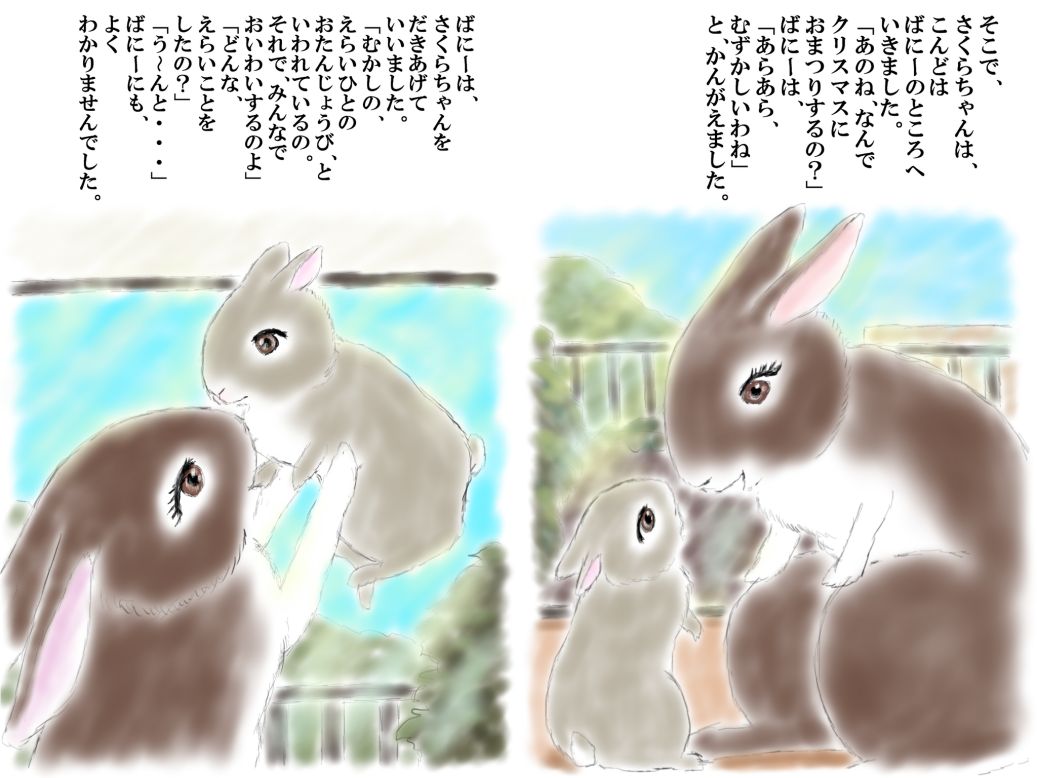 そこで、
さくらちゃんは、
こんどは
ばにーのところへ
いきました。
「あのね、なんで
クリスマスに
おまつりするの？」
ばにーは、
「あらあら、
むずかしいわね」
と、かんがえました。
ばにーは、
さくらちゃんを
だきあげて
いいました。
「むかしの、
えらいひとの
おたんじょうび、と
いわれているの。
それで、みんなで
おいわいするのよ」
「どんな、
えらいことを
したの？」
「う～んと・・・」
ばにーにも、
よく
わかりませんでした。